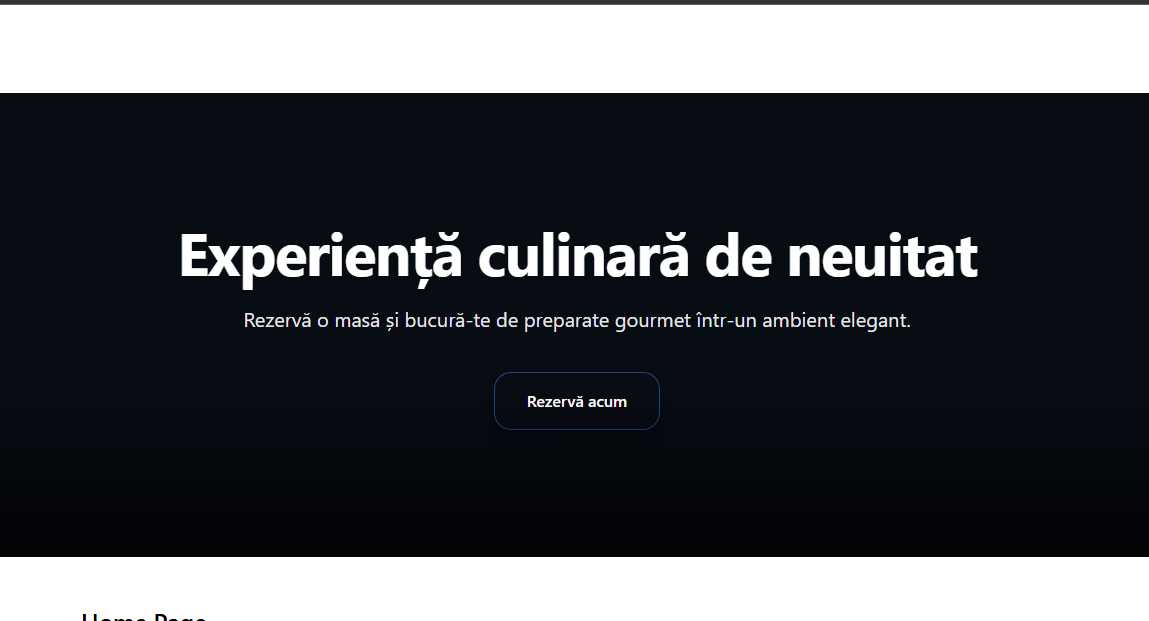 Experiență culinară de neuitat
Rezervă o masă și bucură-te de preparate gourmet într-un ambient elegant.
Rezervă acum
Home Page